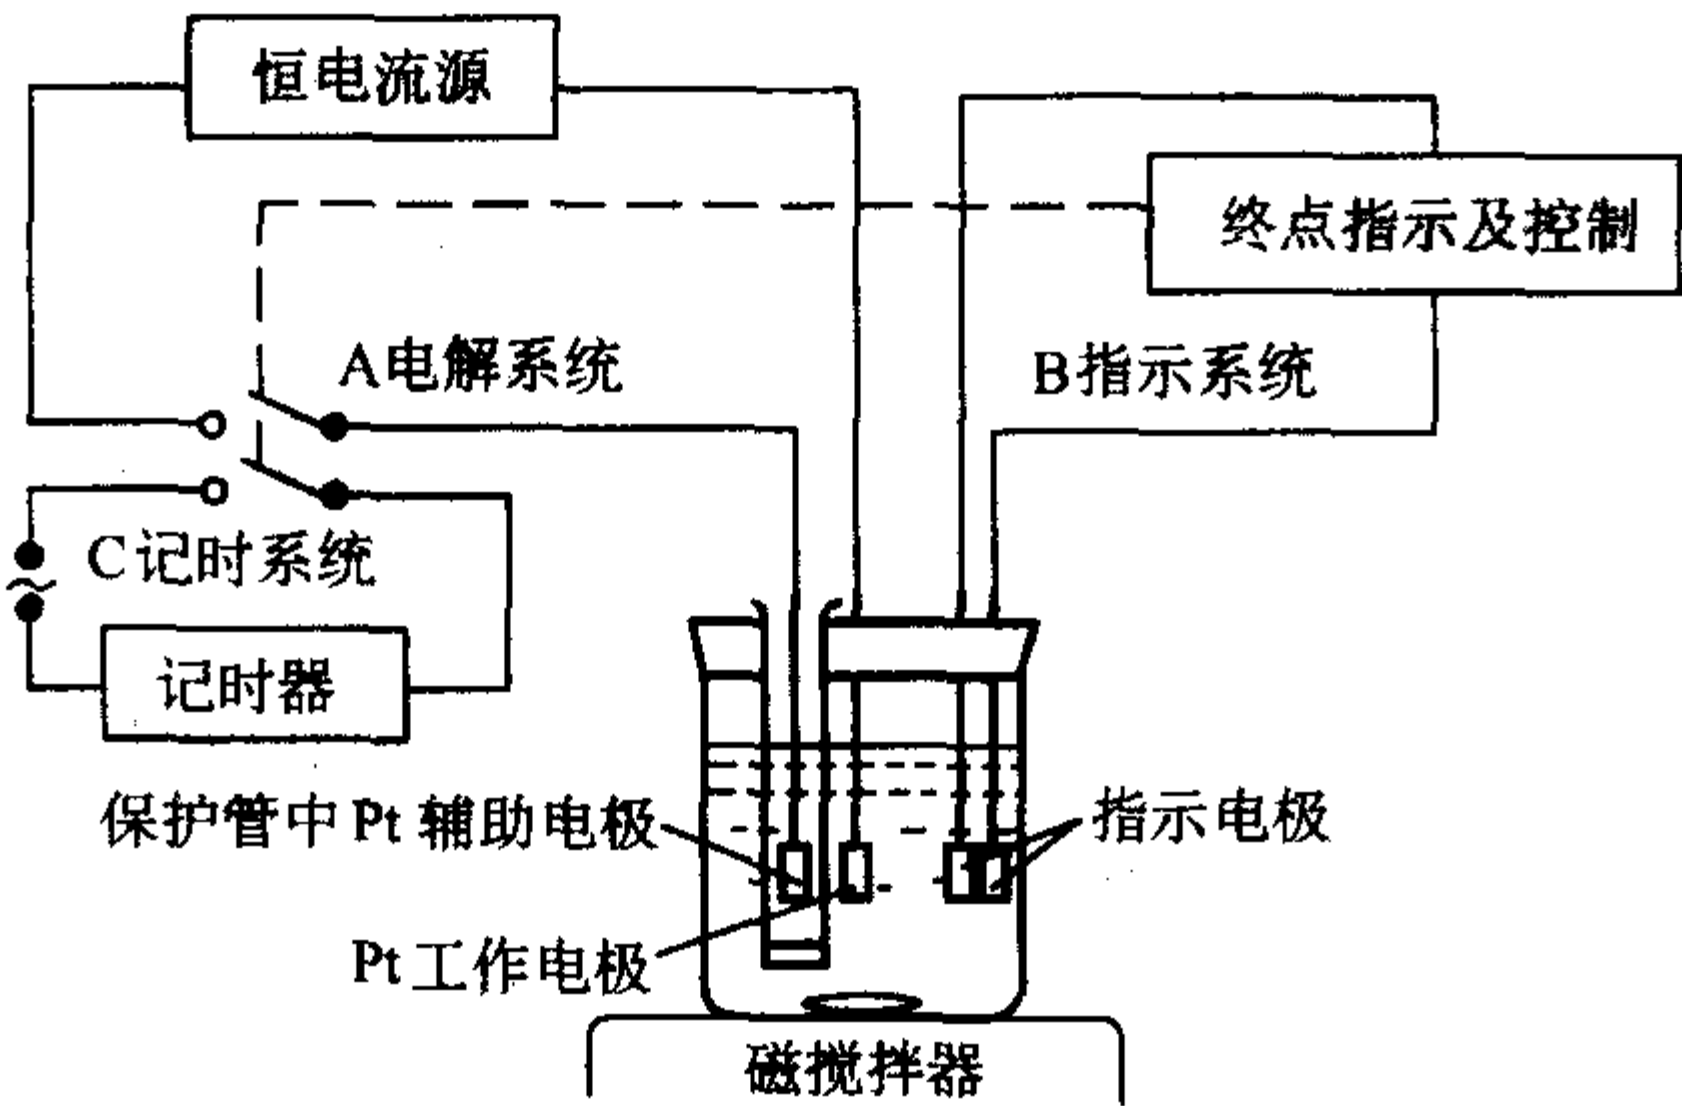 恒电流源
终点指示及控制
A电解系统
B指示系统
C记时系统
记时器
保护管中Pt辅助电极
指示电极
Pt工作电极
磁搅拌器